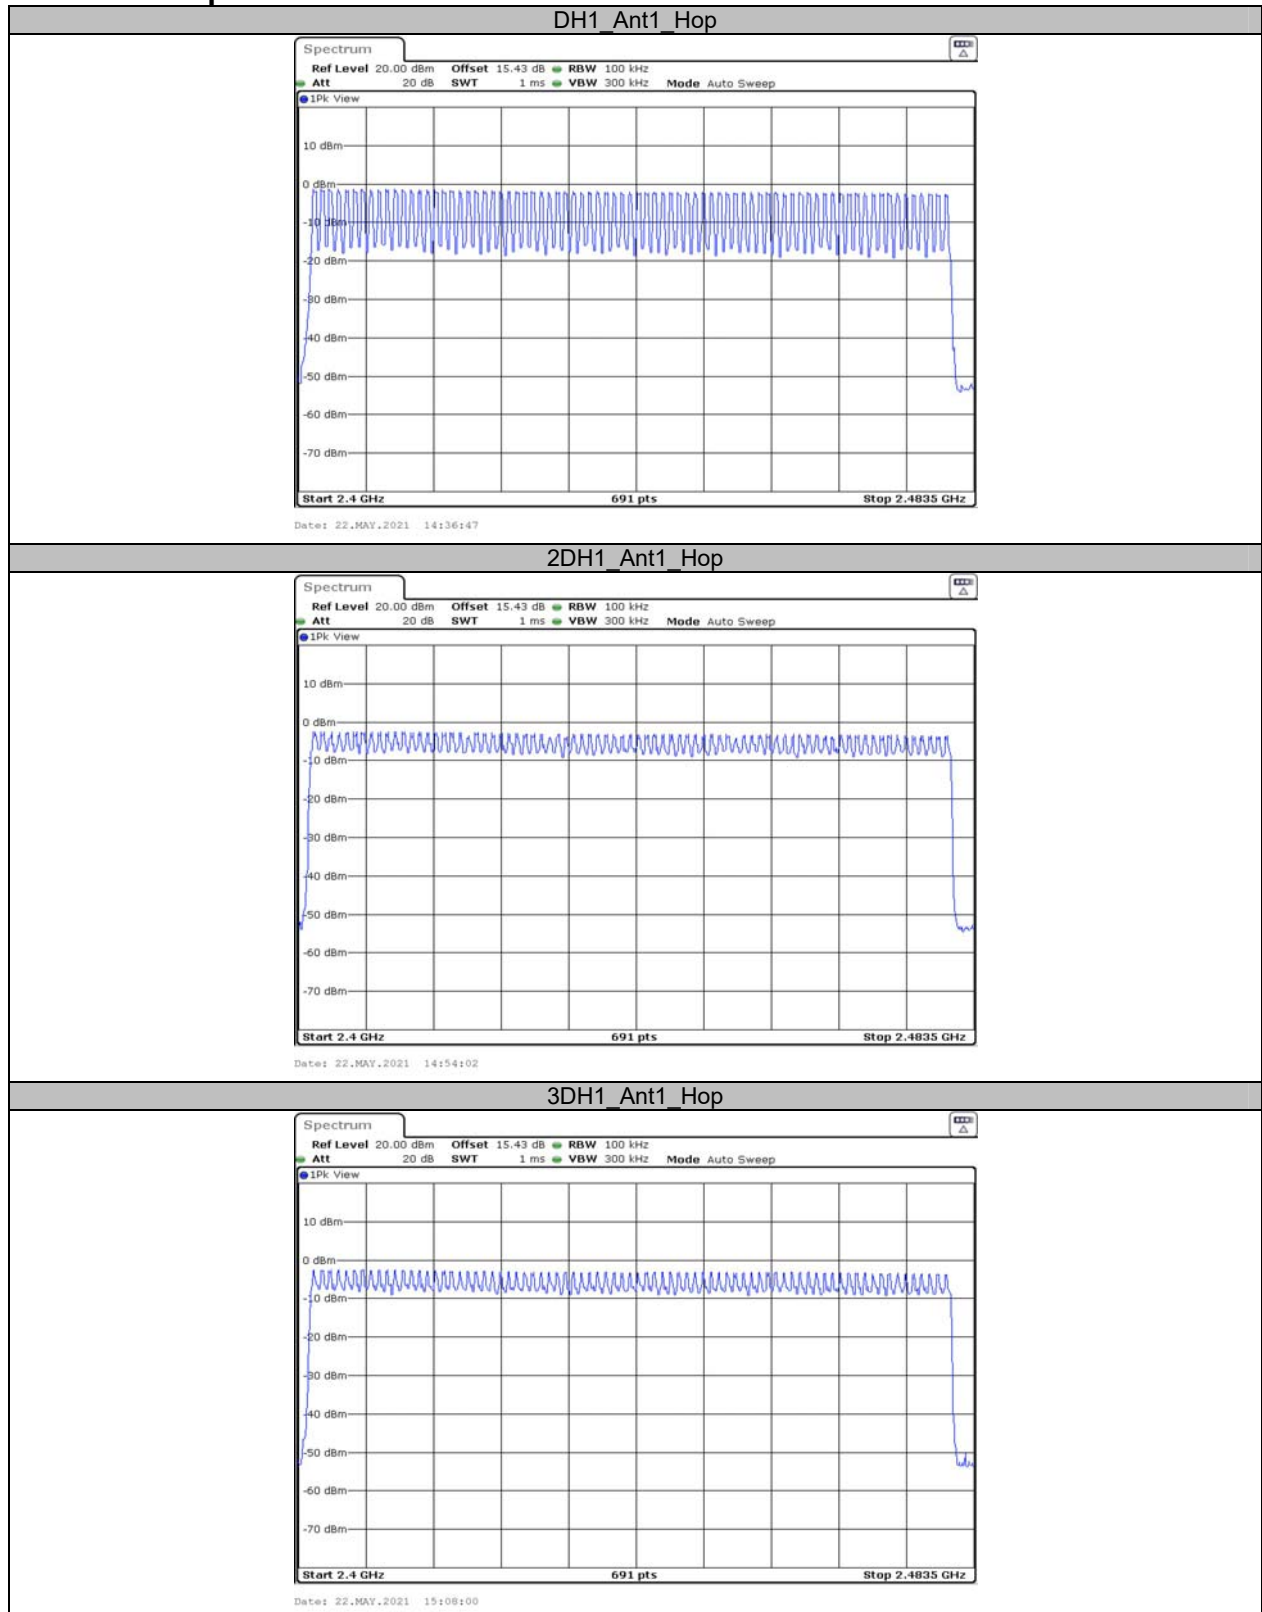 DH1_Ant1_Hop
Spectrum
Ref Level 20.00 dBm Offset 15.43 dB RBW 100 kHz
Att 20 dB SWT 1 ms VBW 300 kHz Mode Auto Sweep
1Pk View
10 dBm
0 dBm
-10 dBm
-20 dBm
-30 dBm
-40 dBm
-50 dBm
-60 dBm
-70 dBm
Start 2.4 GHz 691 pts Stop 2.4835 GHz
Date: 22.MAY.2021 14:36:47
2DH1_Ant1_Hop
Spectrum
Ref Level 20.00 dBm Offset 15.43 dB RBW 100 kHz
Att 20 dB SWT 1 ms VBW 300 kHz Mode Auto Sweep
1Pk View
10 dBm
0 dBm
-10 dBm
-20 dBm
-30 dBm
-40 dBm
-50 dBm
-60 dBm
-70 dBm
Start 2.4 GHz 691 pts Stop 2.4835 GHz
Date: 22.MAY.2021 14:54:02
3DH1_Ant1_Hop
Spectrum
Ref Level 20.00 dBm Offset 15.43 dB RBW 100 kHz
Att 20 dB SWT 1 ms VBW 300 kHz Mode Auto Sweep
1Pk View
10 dBm
0 dBm
-10 dBm
-20 dBm
-30 dBm
-40 dBm
-50 dBm
-60 dBm
-70 dBm
Start 2.4 GHz 691 pts Stop 2.4835 GHz
Date: 22.MAY.2021 15:08:00